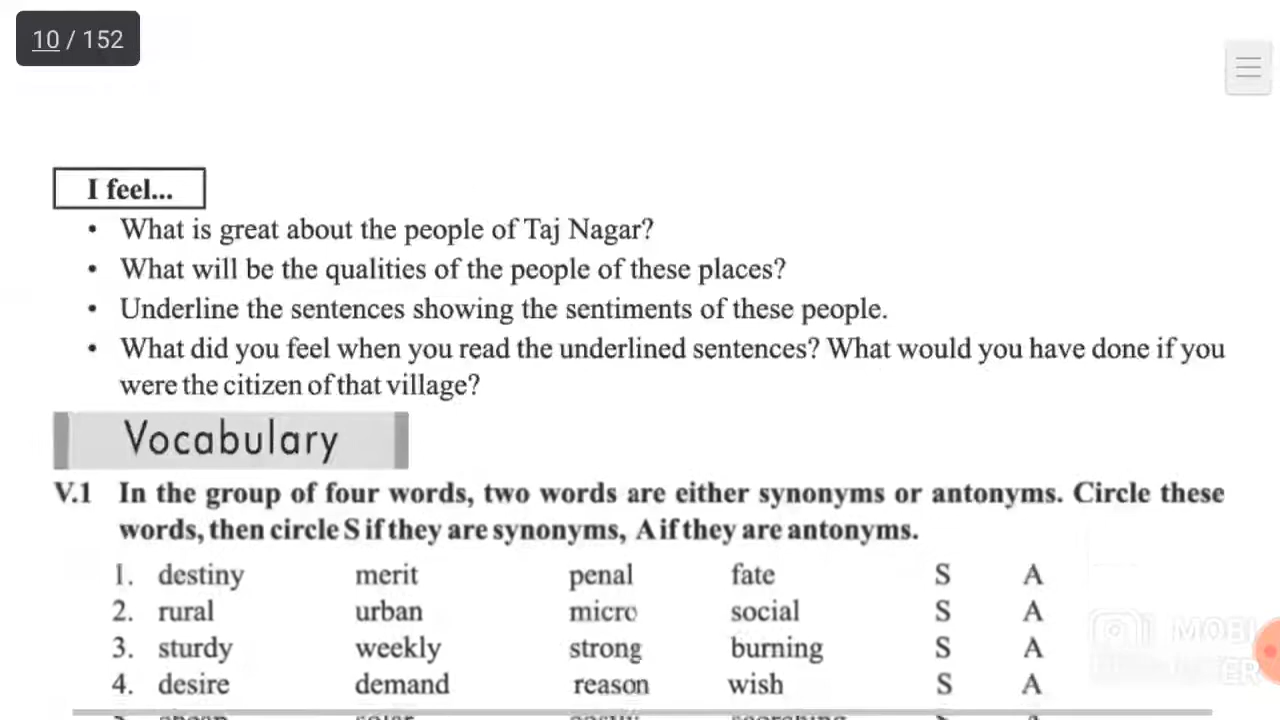 10 / 152
I feel...
• What is great about the people of Taj Nagar?
• What will be the qualities of the people of these places?
• Underline the sentences showing the sentiments of these people.
• What did you feel when you read the underlined sentences? What would you have done if you
were the citizen of that village?
Vocabulary
V.1 In the group of four words, two words are either synonyms or antonyms. Circle these
words, then circle S if they are synonyms, A if they are antonyms.
1. destiny merit penal fate S A
2. rural urban micro social S A
3. sturdy weekly strong burning S A
4. desire demand reason wish S A